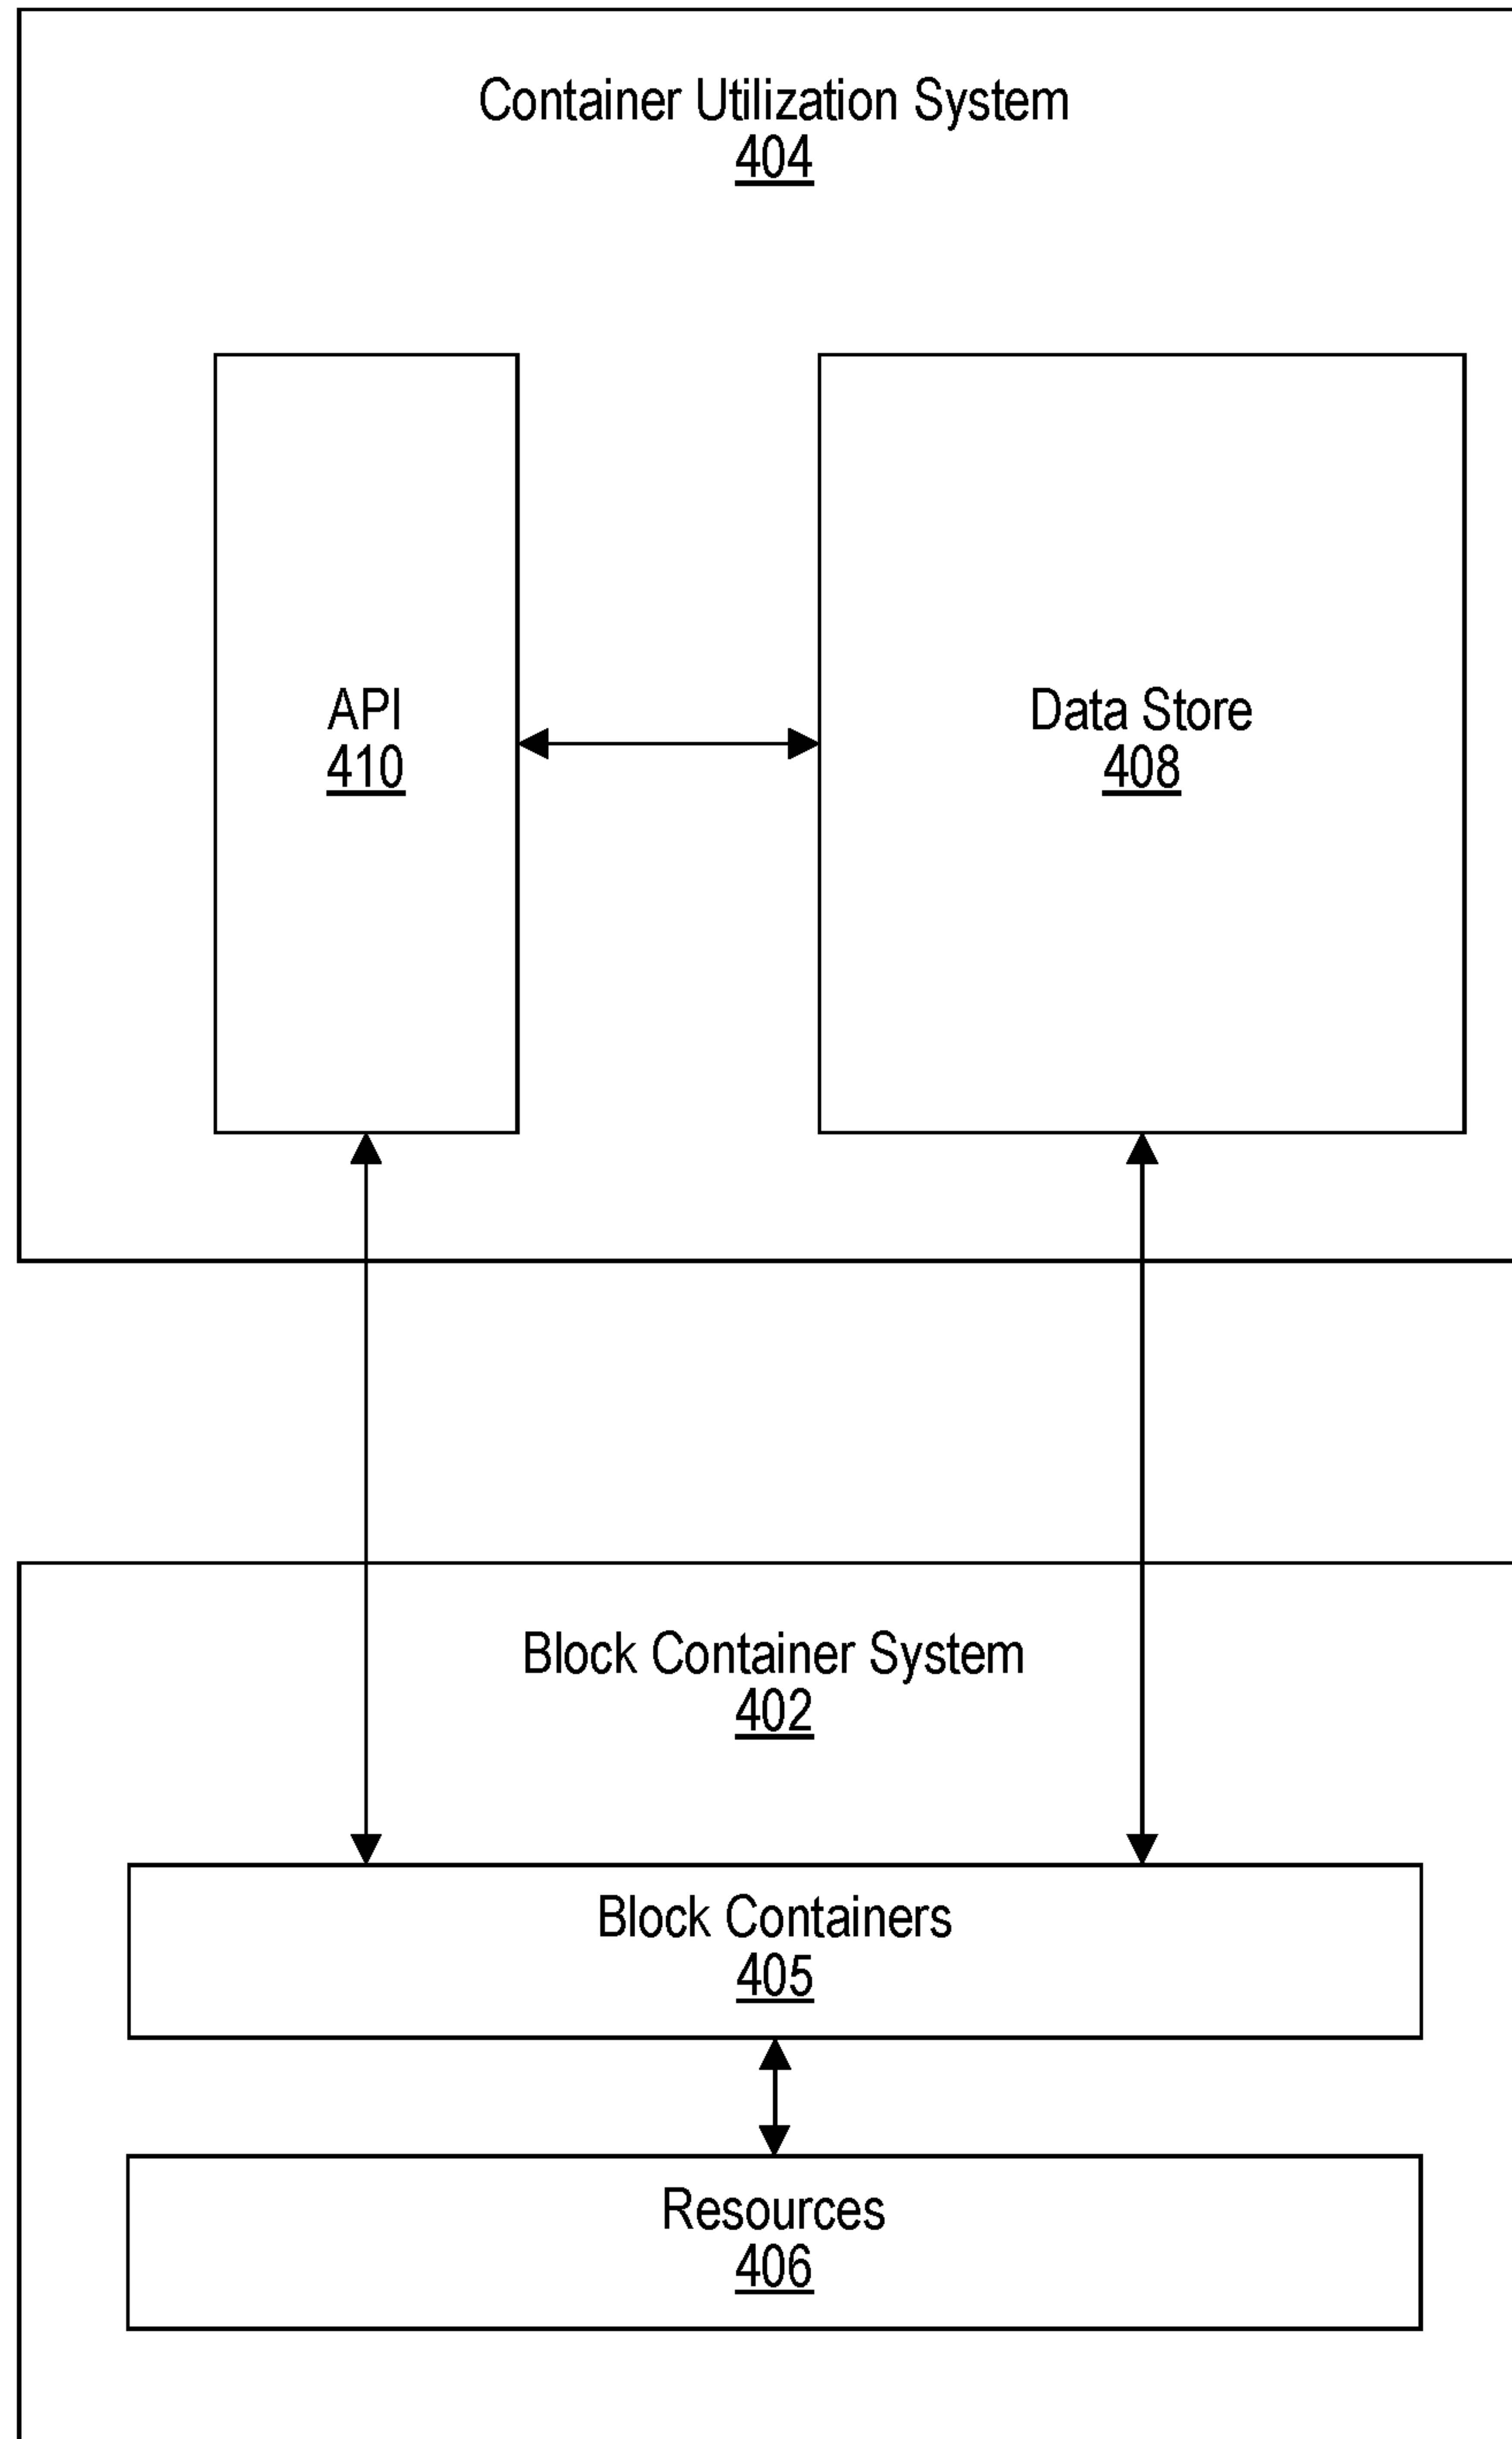 Container Utilization System
404
API
410
Data Store
408
Block Container System
402
Block Containers
405
Resources
406